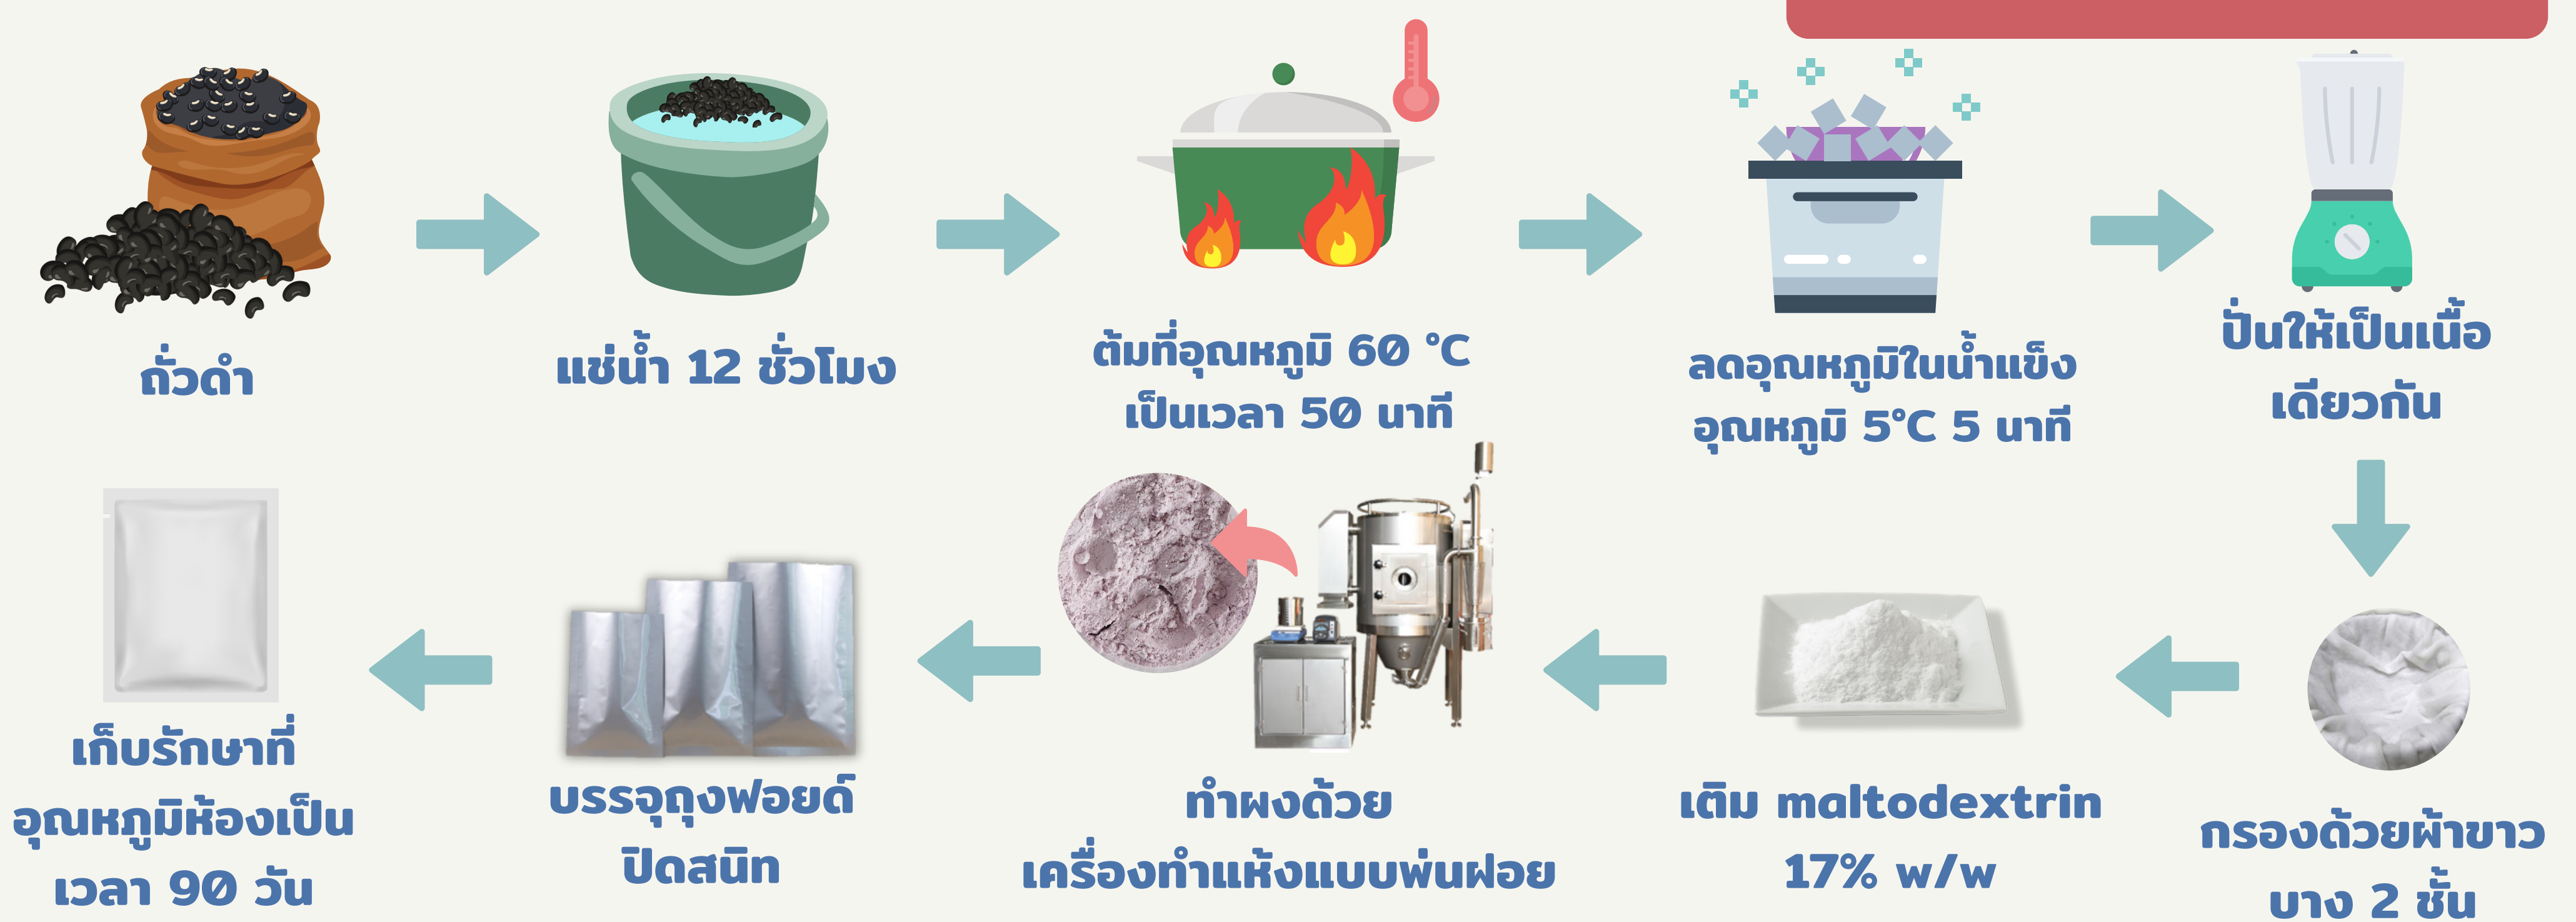 ถั่วดำ
แช่น้ำ 12 ชั่วโมง
ต้มที่อุณหภูมิ 60 °C
เป็นเวลา 50 นาที
ลดอุณหภูมิในน้ำแข็ง
อุณหภูมิ 5°C 5 นาที
ปั่นให้เป็นเนื้อ
เดียวกัน
กรองด้วยผ้าขาว
บาง 2 ชั้น
เติม maltodextrin
17% w/w
ทำผงด้วย
เครื่องทำแห้งแบบพ่นฝอย
บรรจุถุงฟอยด์
ปิดสนิท
เก็บรักษาที่
อุณหภูมิห้องเป็น
เวลา 90 วัน